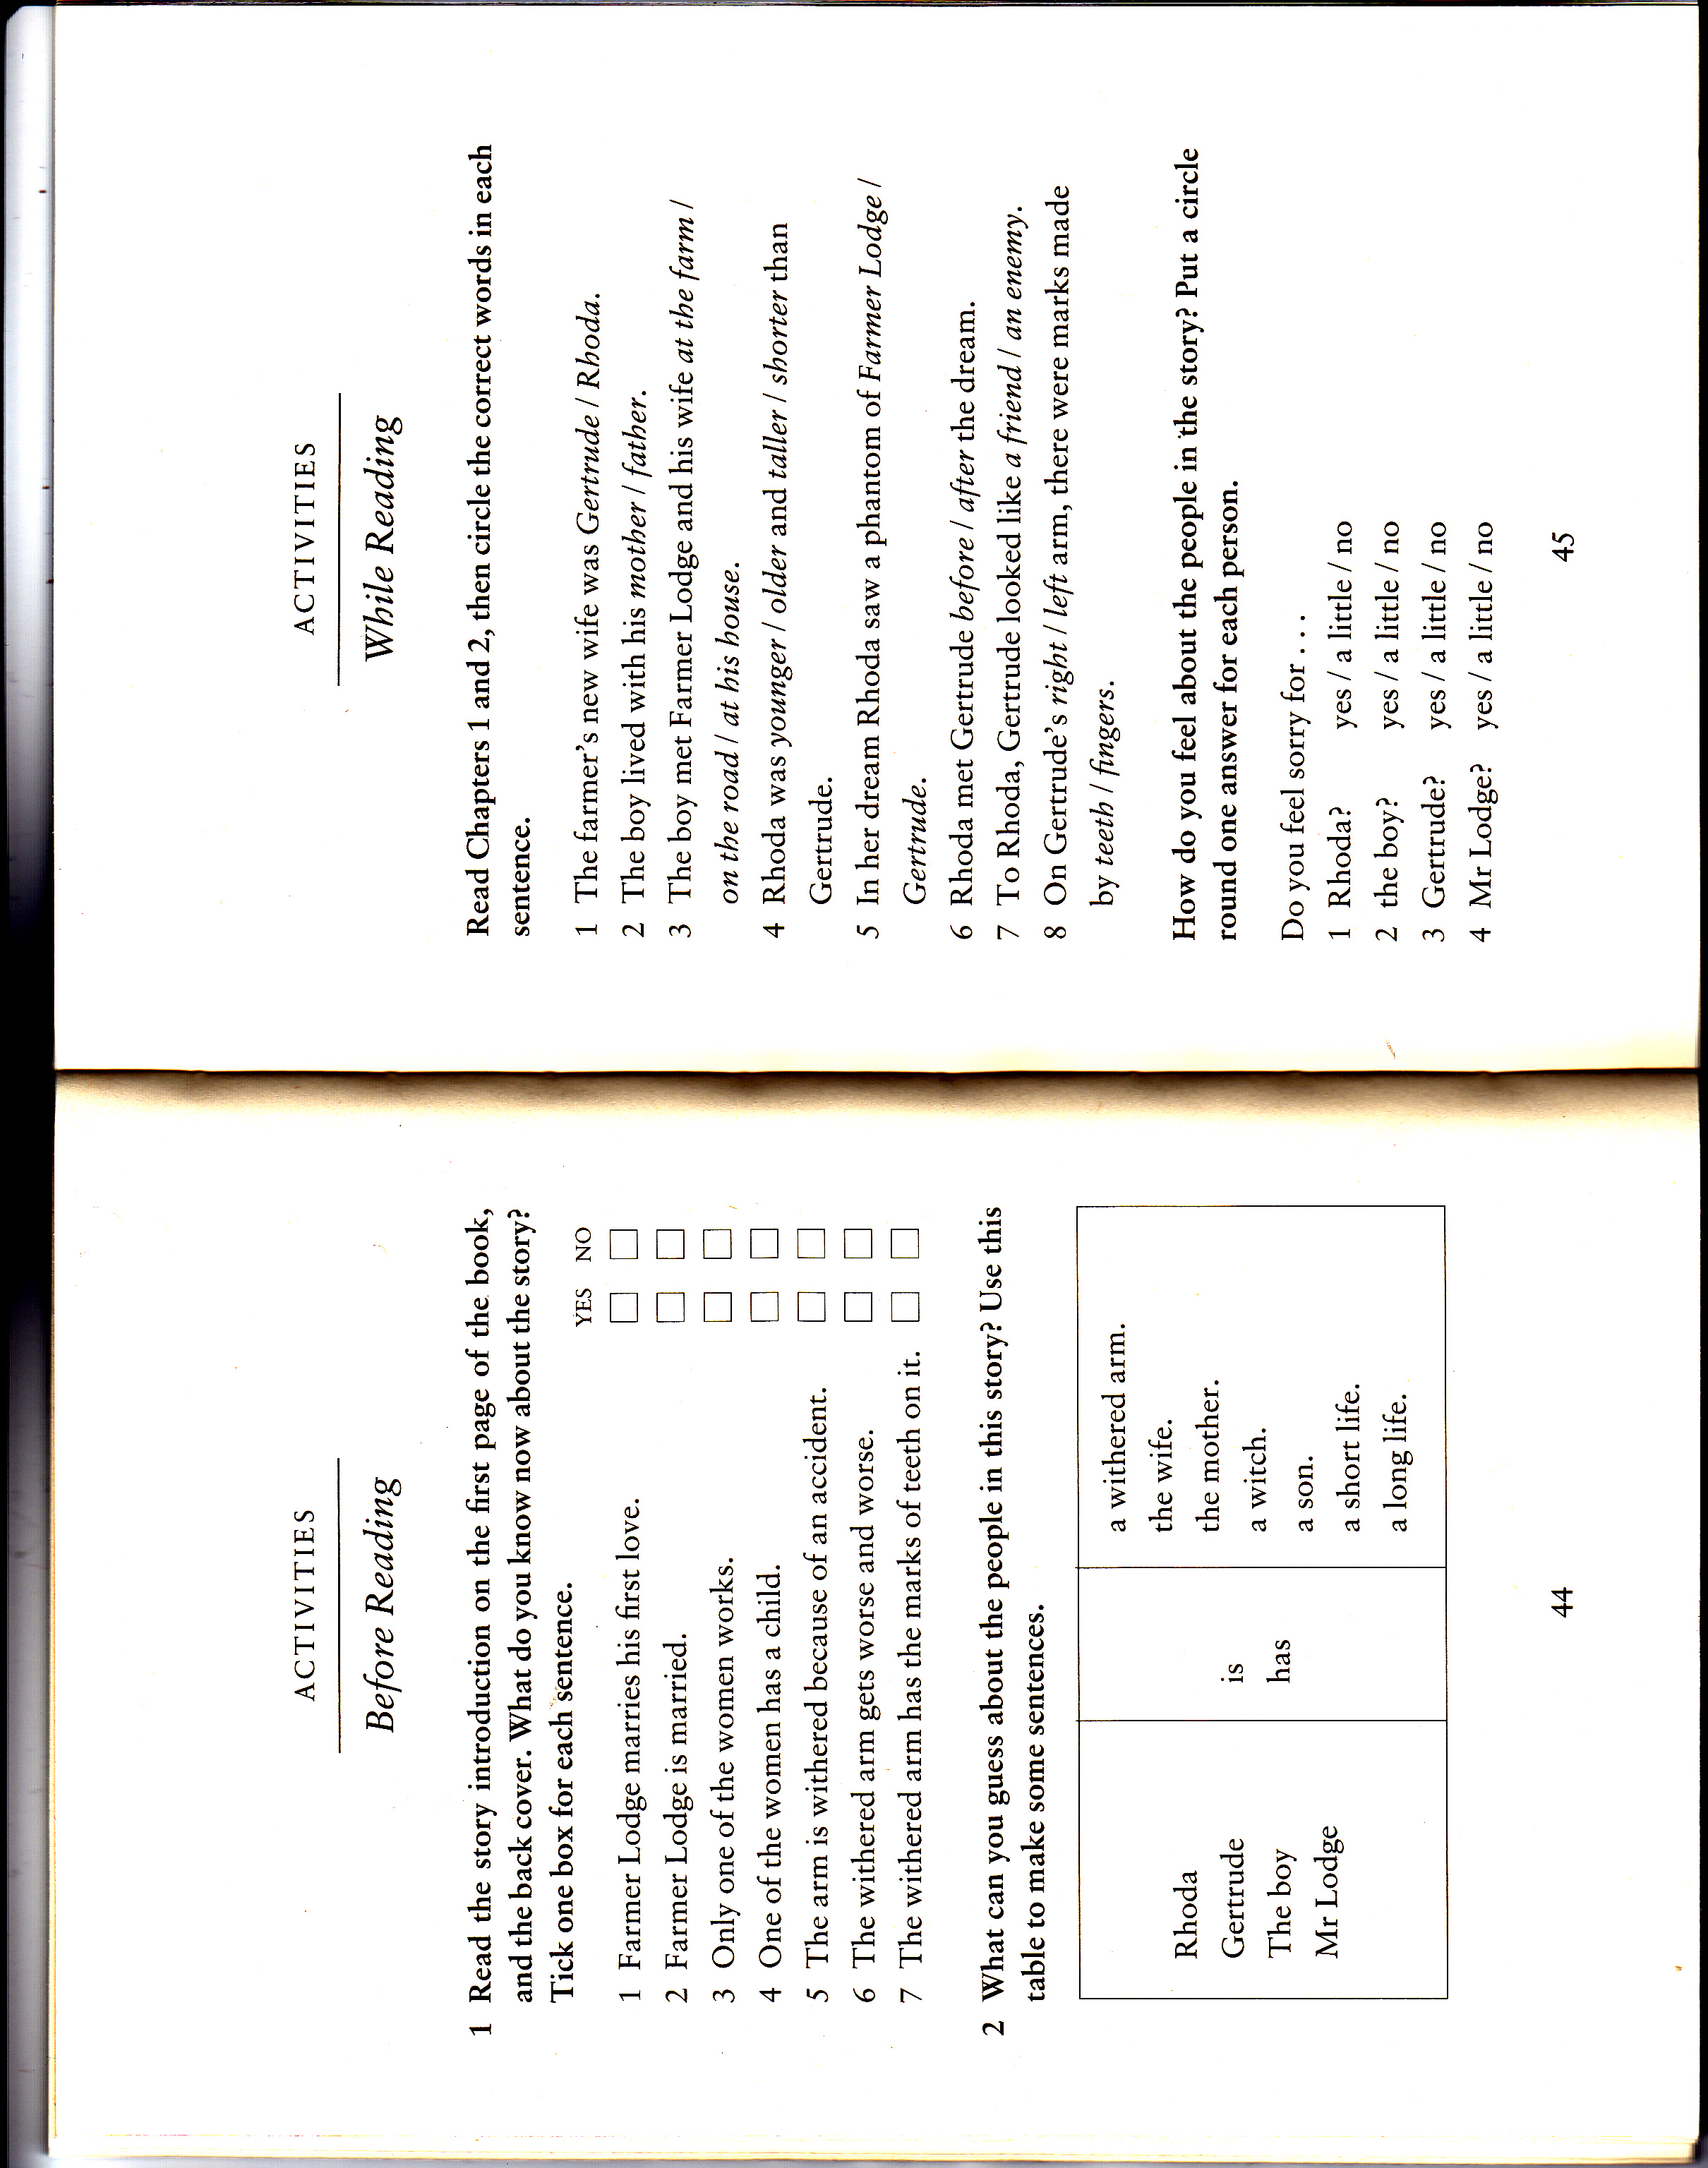 ACTIVITIES
Before Reading
1 Read the story introduction on the first page of the book,
and the back cover. What do you know now about the story?
Tick one box for each sentence.
YES NO
1 Farmer Lodge marries his first love. □ □
2 Farmer Lodge is married. □ □
3 Only one of the women works. □ □
4 One of the women has a child. □ □
5 The arm is withered because of an accident. □ □
6 The withered arm gets worse and worse. □ □
7 The withered arm has the marks of teeth on it. □ □
2 What can you guess about the people in this story? Use this
table to make some sentences.
Rhoda
Gertrude
The boy
Mr Lodge
is
has
a withered arm.
the wife.
the mother.
a witch.
a son.
a short life.
a long life.
44
ACTIVITIES
While Reading
Read Chapters 1 and 2, then circle the correct words in each
sentence.
1 The farmer's new wife was Gertrude / Rhoda.
2 The boy lived with his mother / father.
3 The boy met Farmer Lodge and his wife at the farm /
on the road / at his house.
4 Rhoda was younger / older and taller / shorter than
Gertrude.
5 In her dream Rhoda saw a phantom of Farmer Lodge /
Gertrude.
6 Rhoda met Gertrude before / after the dream.
7 To Rhoda, Gertrude looked like a friend / an enemy.
8 On Gertrude's right / left arm, there were marks made
by teeth / fingers.
How do you feel about the people in the story? Put a circle
round one answer for each person.
Do you feel sorry for . . .
1 Rhoda? yes / a little / no
2 the boy? yes / a little / no
3 Gertrude? yes / a little / no
4 Mr Lodge? yes / a little / no
45